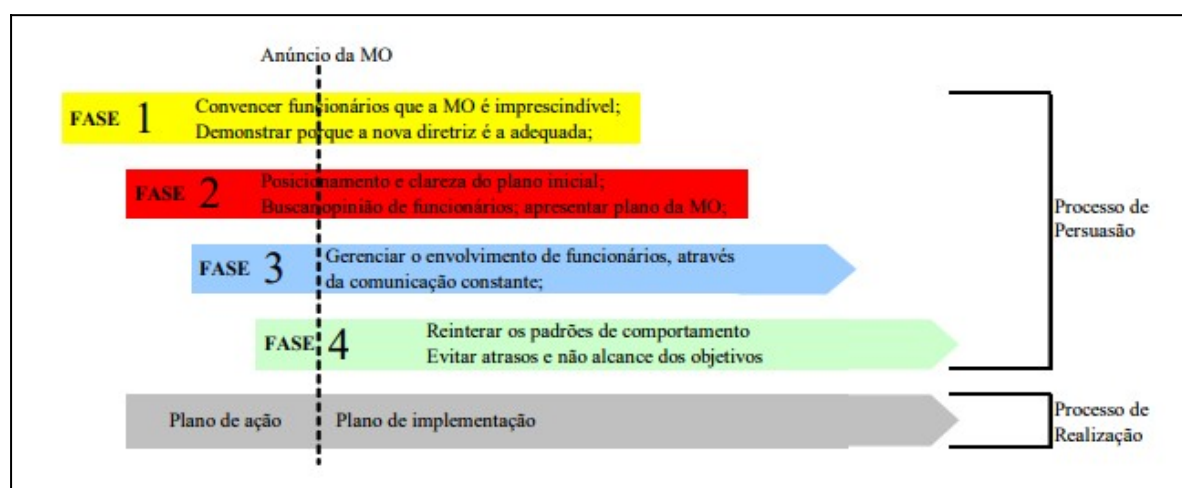 Anúncio da MO
FASE 1
Convencer funcionários que a MO é imprescindível;
Demonstrar porque a nova diretriz é a adequada;
FASE 2
Posicionamento e clareza do plano inicial;
Buscar opinião de funcionários; apresentar plano da MO;
FASE 3
Gerenciar o envolvimento de funcionários, através
da comunicação constante;
FASE 4
Reinterar os padrões de comportamento
Evitar atrasos e não alcance dos objetivos
Processo de
Persuasão
Plano de ação
Plano de implementação
Processo de
Realização